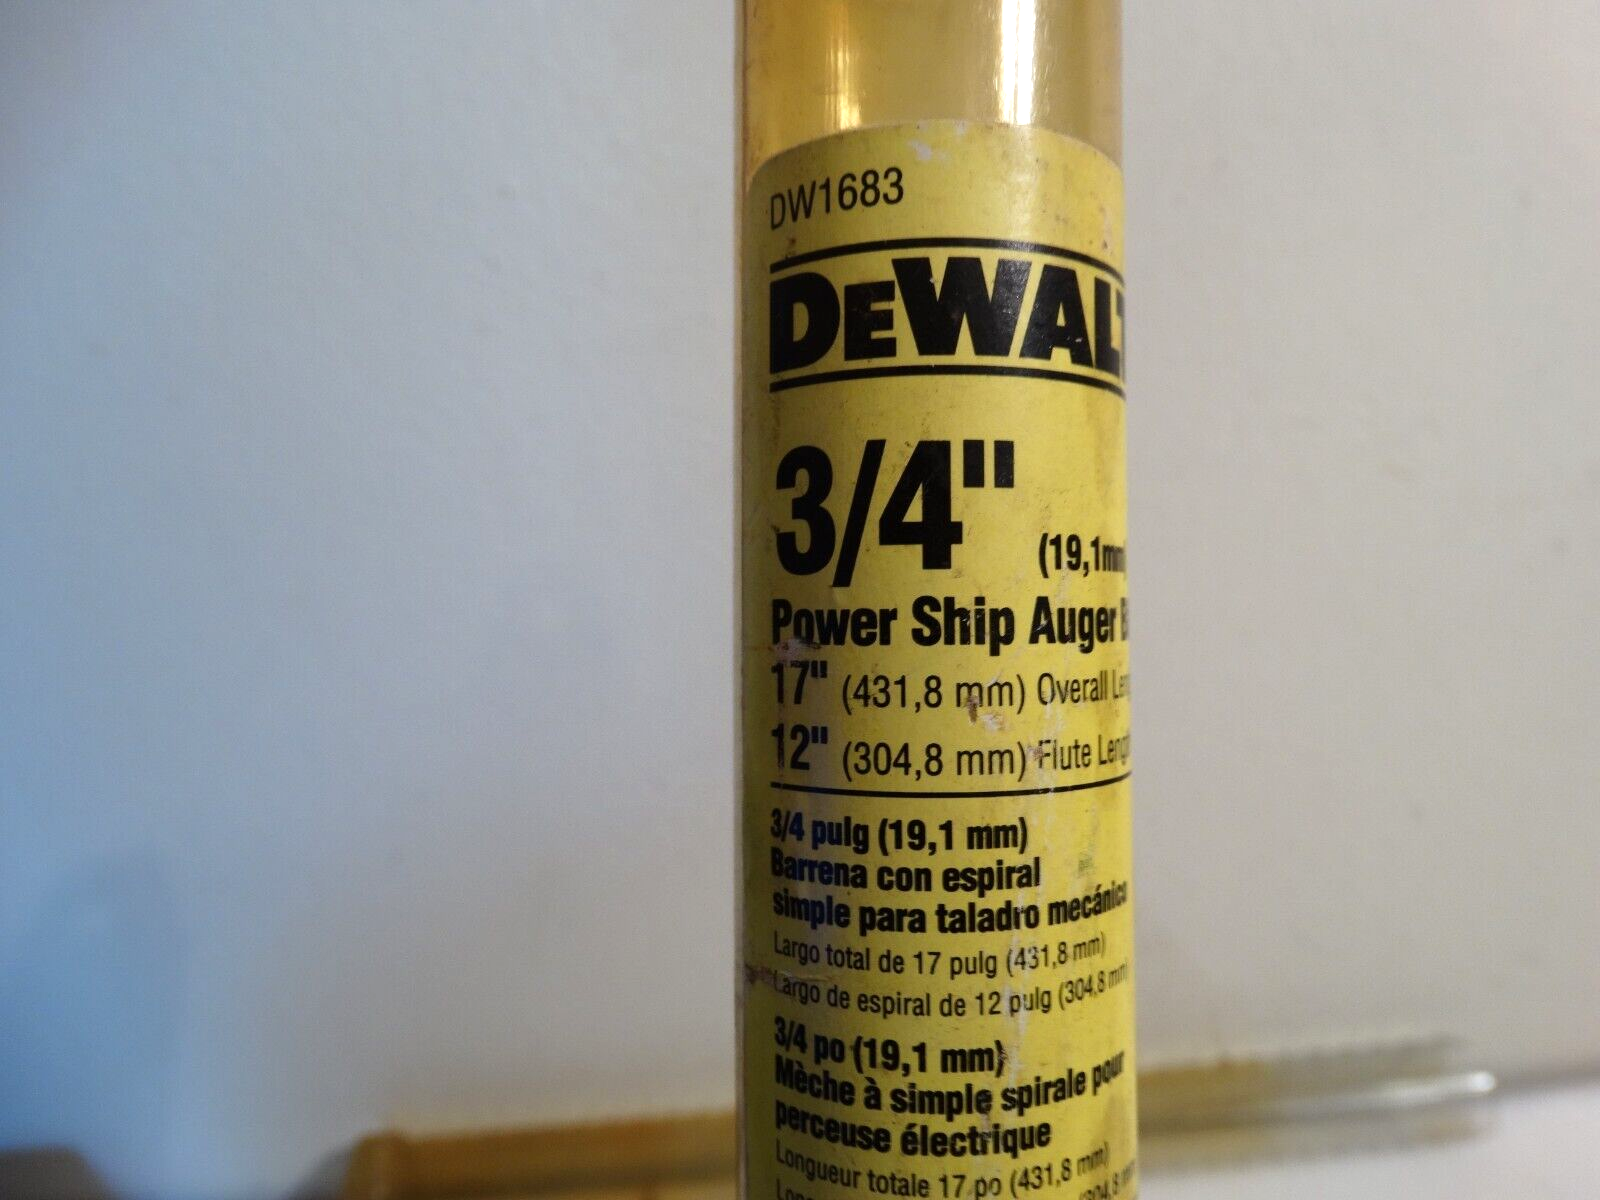 DW1683
DEWALT
3/4"
(19,1mm)
Power Ship Auger
17" (431,8 mm) Overall
12" (304,8 mm) Flute
3/4 pulg (19,1 mm)
Barrena con espiral
simple para taladro mecánico
Largo total de 17 pulg (431,8 mm)
Largo de espiral de 12 pulg (304,8 mm)
3/4 po (19,1 mm)
Mèche à simple spirale pour
perceuse électrique
Longueur totale 17 po (431,8 mm)